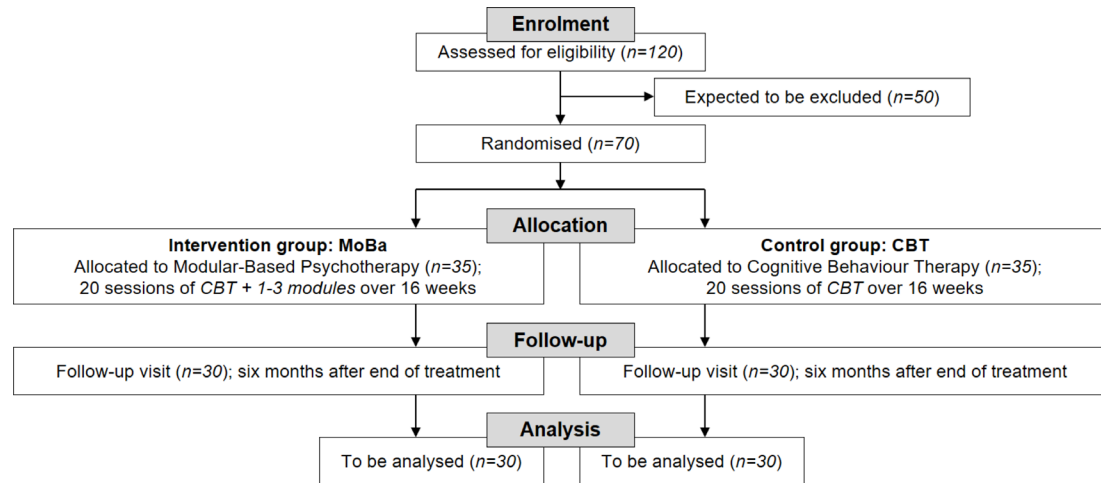 Enrolment
Assessed for eligibility (n=120)
Expected to be excluded (n=50)
Randomised (n=70)
Allocation
Intervention group: MoBa
Allocated to Modular-Based Psychotherapy (n=35);
20 sessions of CBT + 1-3 modules over 16 weeks
Control group: CBT
Allocated to Cognitive Behaviour Therapy (n=35);
20 sessions of CBT over 16 weeks
Follow-up
Follow-up visit (n=30); six months after end of treatment
Follow-up visit (n=30); six months after end of treatment
Analysis
To be analysed (n=30)
To be analysed (n=30)